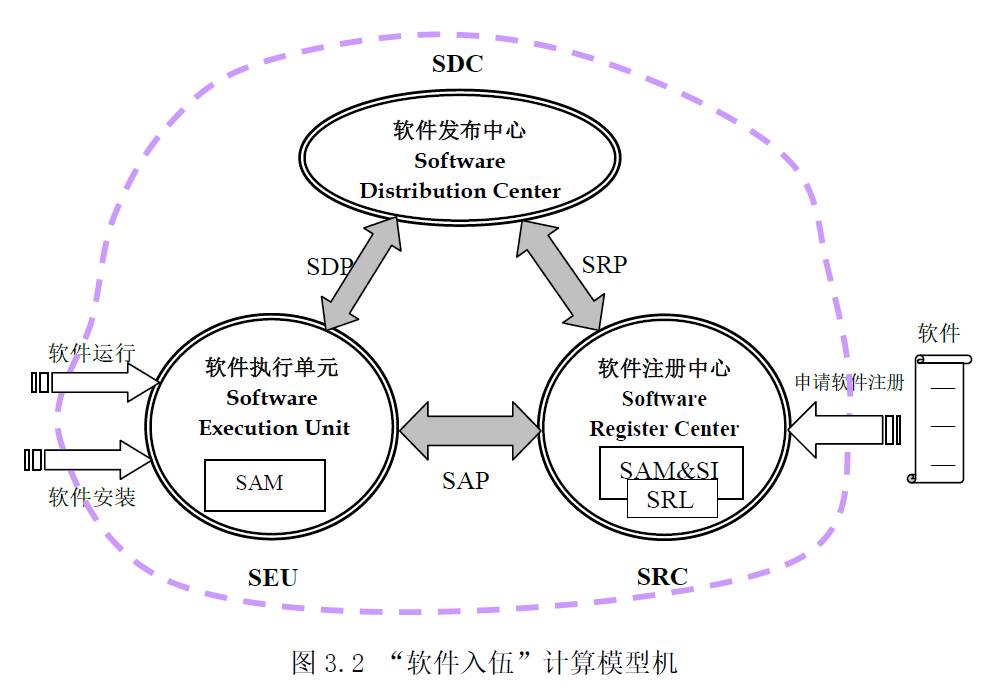 SDC
软件发布中心
Software
Distribution Center
SDP
SRP
软件运行
软件执行单元
Software
Execution Unit
SAM
软件安装
SEU
SAP
软件注册中心
Software
Register Center
SAM&SI
SRL
SRC
软件
申请软件注册
图 3.2 “软件入伍”计算模型机